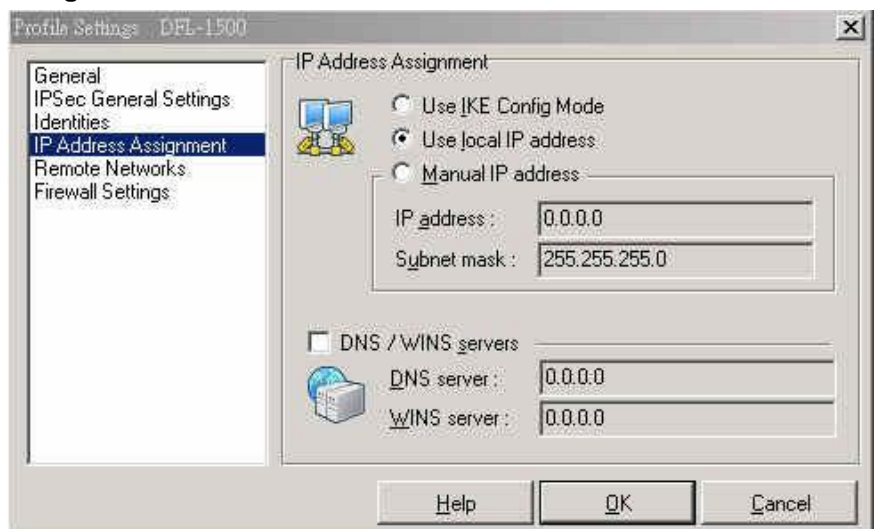 Profile Settings DFL-1500
General
IPSec General Settings
Identities
IP Address Assignment
Remote Networks
Firewall Settings
IP Address Assignment
Use IKE Config Mode
Use local IP address
Manual IP address
IP address : 0.0.0.0
Subnet mask : 255.255.255.0
DNS / WINS servers
DNS server : 0.0.0.0
WINS server : 0.0.0.0
Help OK Cancel